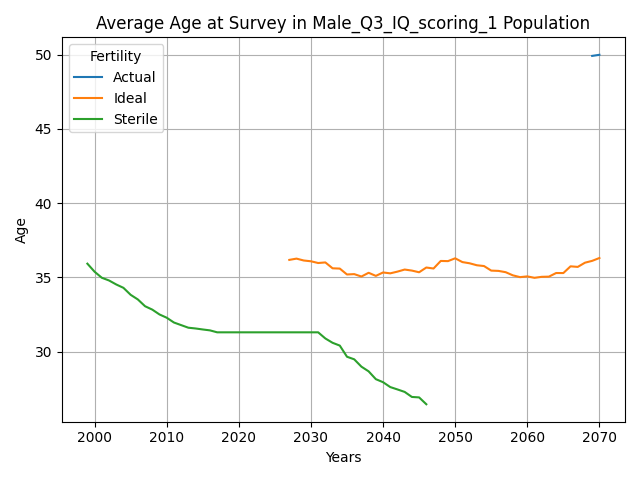 Average Age at Survey in Male_Q3_IQ_scoring_1 Population
Fertility
Actual
Ideal
Sterile
Age
50
45
40
35
30
2000 2010 2020 2030 2040 2050 2060 2070
Years